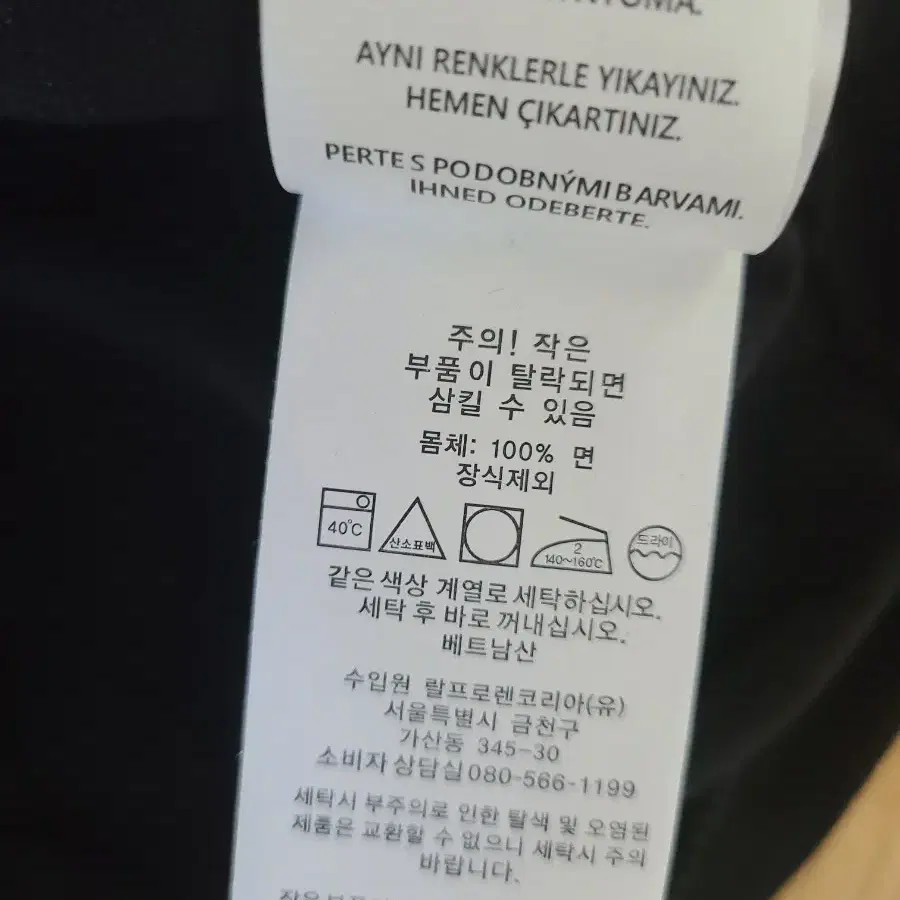 AYNI RENKLERLE YIKAYINIZ.
HEMEN ÇIKARTINIZ.
PERTE S PODOBNÝMI BARVAMI.
IHNED ODEBERTE.
주의! 작은
부품이 탈락되면
삼킬 수 있음
몸체: 100% 면
장식제외
40℃ 산소표백 2 140~160℃ 드라이
같은 색상 계열로 세탁하십시오.
세탁 후 바로 꺼내십시오.
베트남산
수입원 랄프로렌코리아(유)
서울특별시 금천구
가산동 345-30
소비자 상담실 080-566-1199
세탁시 부주의로 인한 탈색 및 오염된
제품은 교환할 수 없으니 세탁시 주의
바랍니다.